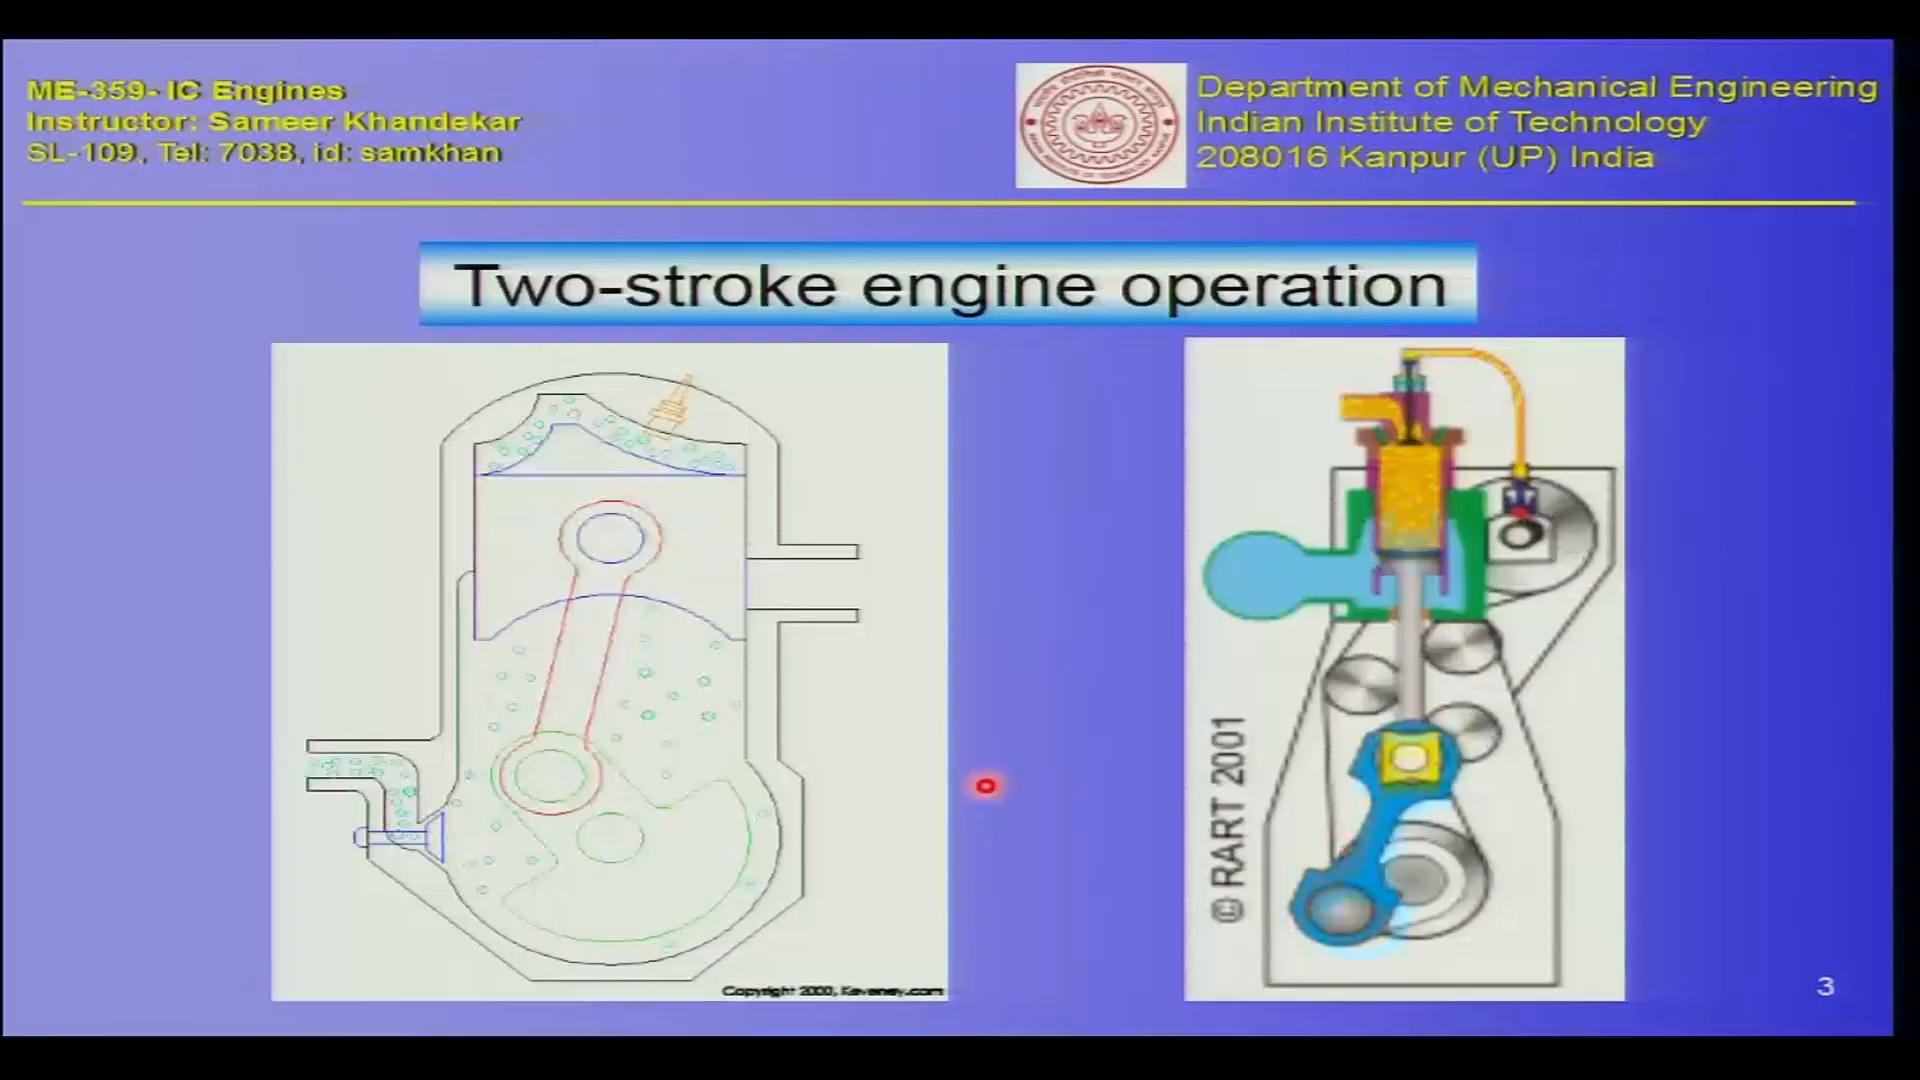 ME-359- IC Engines
Instructor: Sameer Khandekar
SL-109, Tel: 7038, id: samkhan
Department of Mechanical Engineering
Indian Institute of Technology
208016 Kanpur (UP) India
Two-stroke engine operation
Copyright 2000, Keveney.com
© RART 2001
3